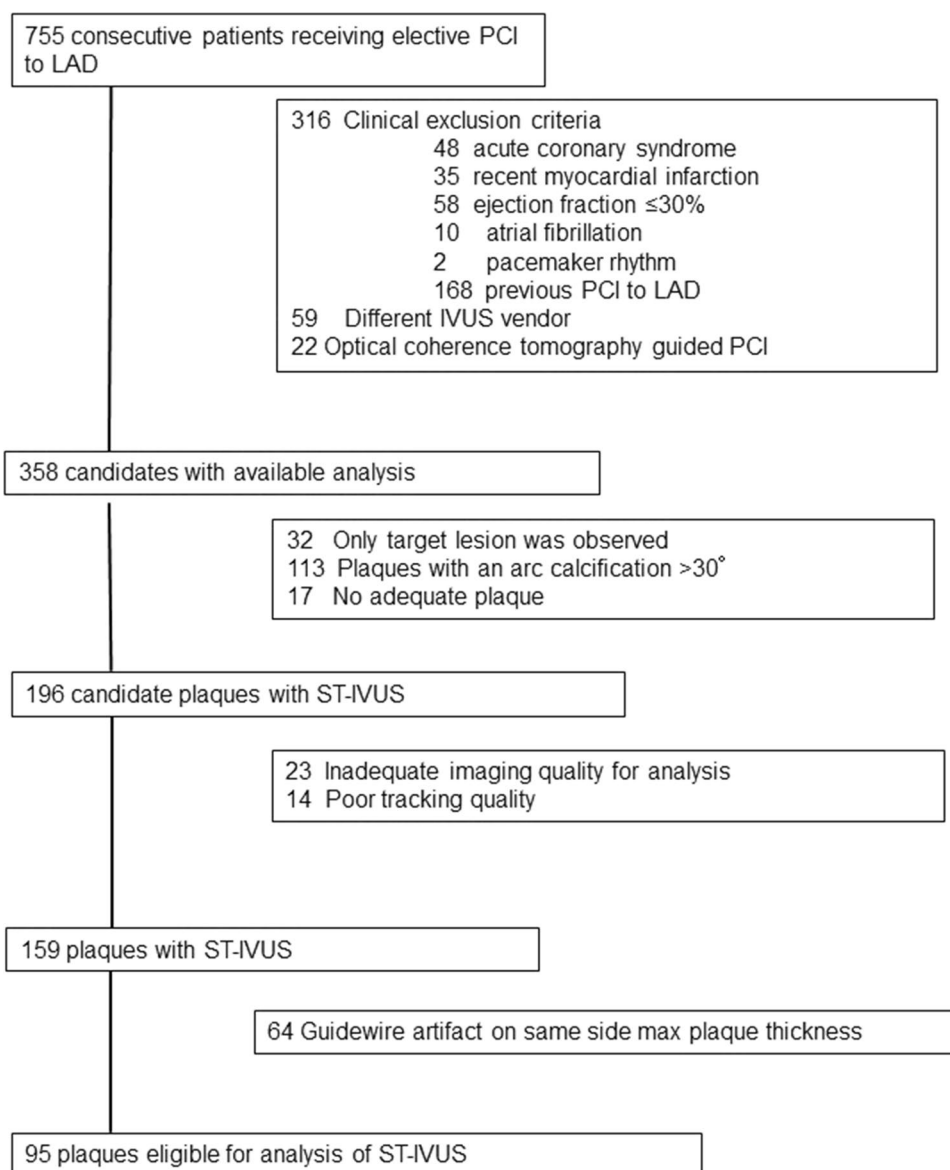 755 consecutive patients receiving elective PCI
to LAD
316 Clinical exclusion criteria
48 acute coronary syndrome
35 recent myocardial infarction
58 ejection fraction ≤30%
10 atrial fibrillation
2 pacemaker rhythm
168 previous PCI to LAD
59 Different IVUS vendor
22 Optical coherence tomography guided PCI
358 candidates with available analysis
32 Only target lesion was observed
113 Plaques with an arc calcification >30°
17 No adequate plaque
196 candidate plaques with ST-IVUS
23 Inadequate imaging quality for analysis
14 Poor tracking quality
159 plaques with ST-IVUS
64 Guidewire artifact on same side max plaque thickness
95 plaques eligible for analysis of ST-IVUS